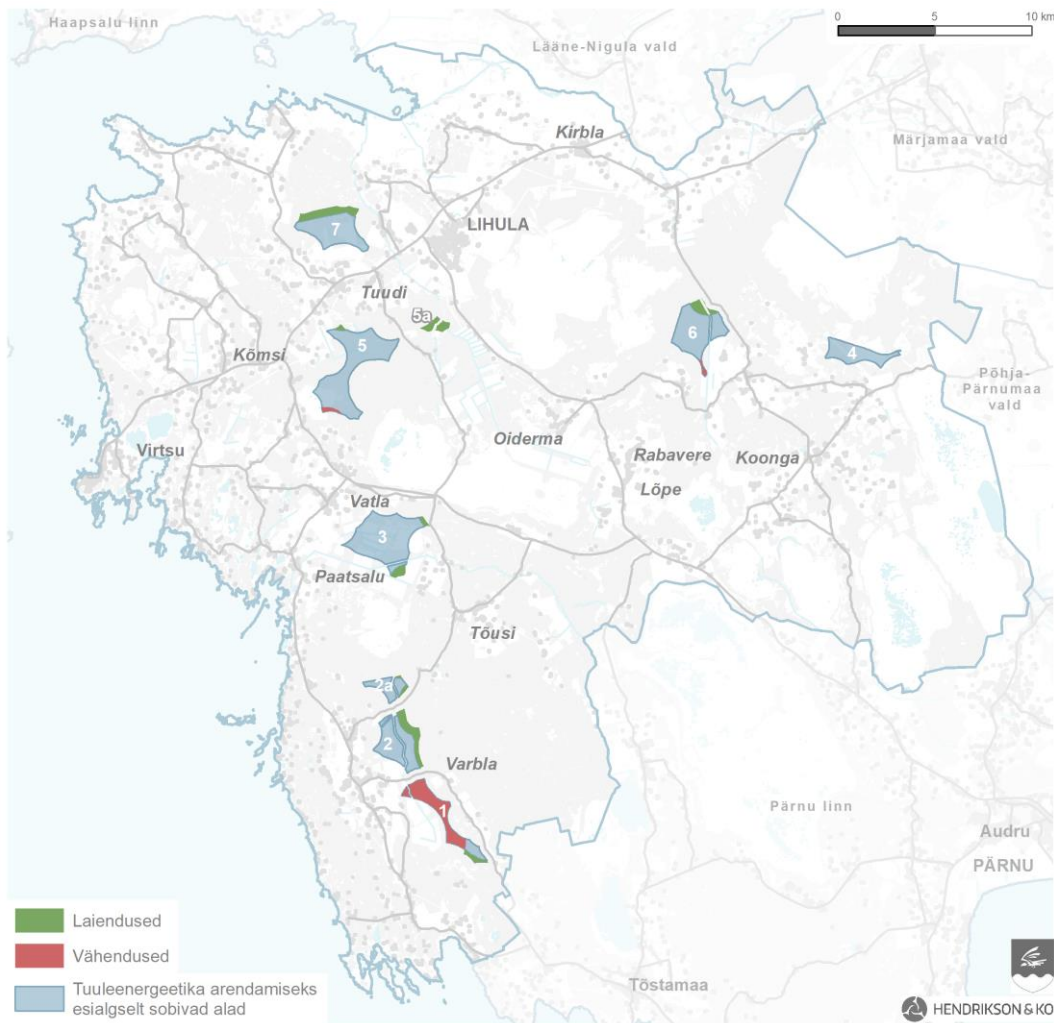 Haapsalu linn
0 5 10 km
Lääne-Nigula vald
Kirbla
Märjamaa vald
7
LIHULA
Tuudi
5a
5
6
4
Kõmsi
Põhja-
Pärnumaa
vald
Virtsu
Oiderma
Rabavere
Koonga
Lõpe
Vatla
3
Paatsalu
Tõusi
2a
2
Varbla
1
Pärnu linn
Audru
PÄRNU
Laiendused
Vähendused
Tuuleenergeetika arendamiseks
esialgselt sobivad alad
Tõstamaa
HENDRIKSON & KO